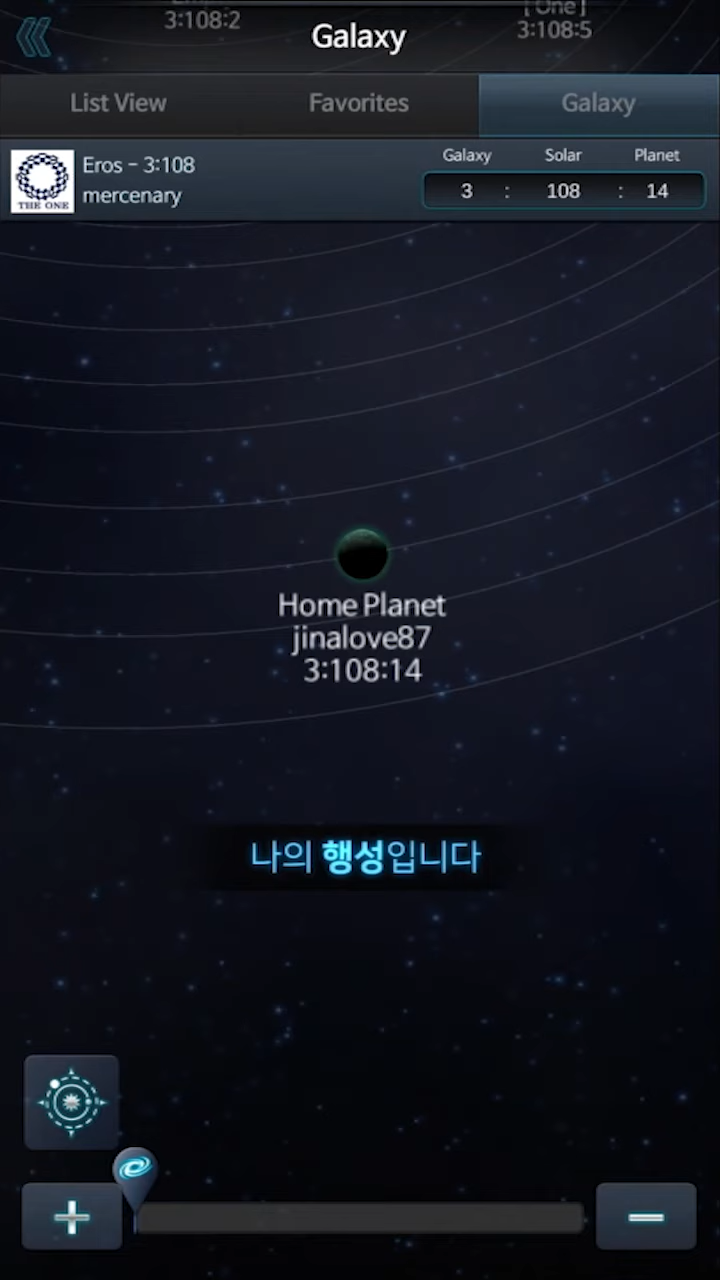 3:108:2
[ One ]
3:108:5
Galaxy
List View
Favorites
Galaxy
THE ONE
Eros - 3:108
mercenary
Galaxy
Solar
Planet
3 : 108 : 14
Home Planet
jinalove87
3:108:14
나의 행성입니다